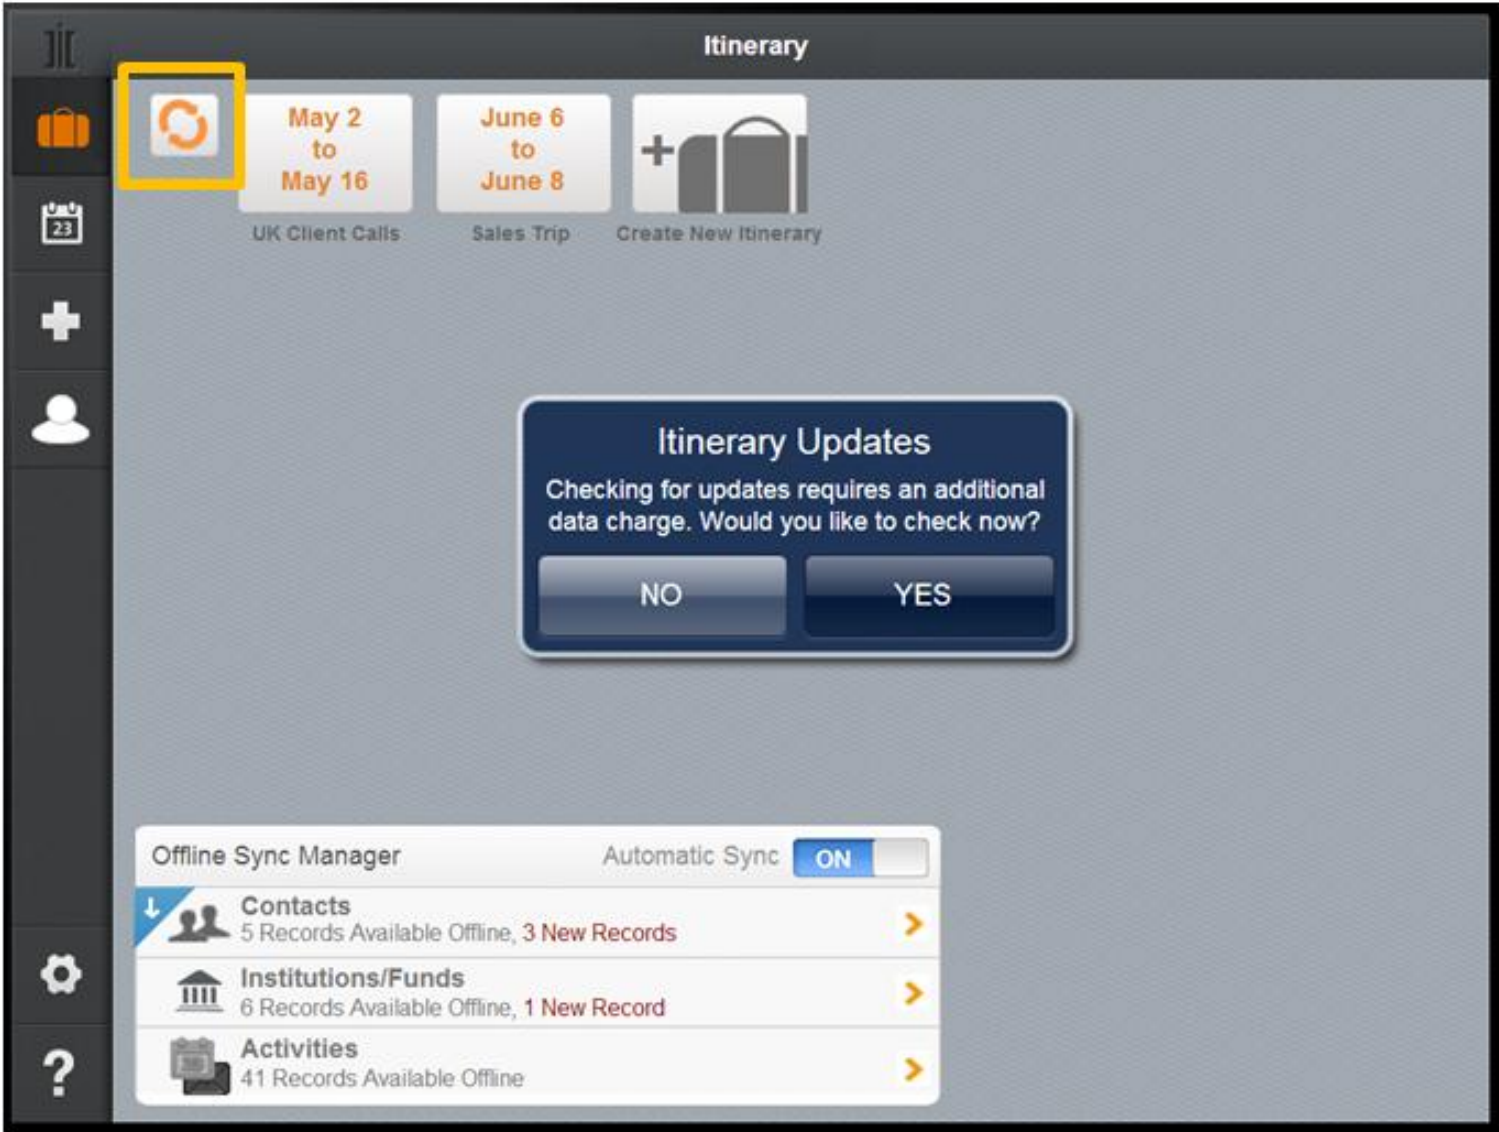 Itinerary
May 2
to
May 16
June 6
to
June 8
+
UK Client Calls
Sales Trip
Create New Itinerary
23
Itinerary Updates
Checking for updates requires an additional
data charge. Would you like to check now?
NO
YES
Offline Sync Manager
Automatic Sync
ON
Contacts
5 Records Available Offline, 3 New Records
Institutions/Funds
6 Records Available Offline, 1 New Record
Activities
41 Records Available Offline
?